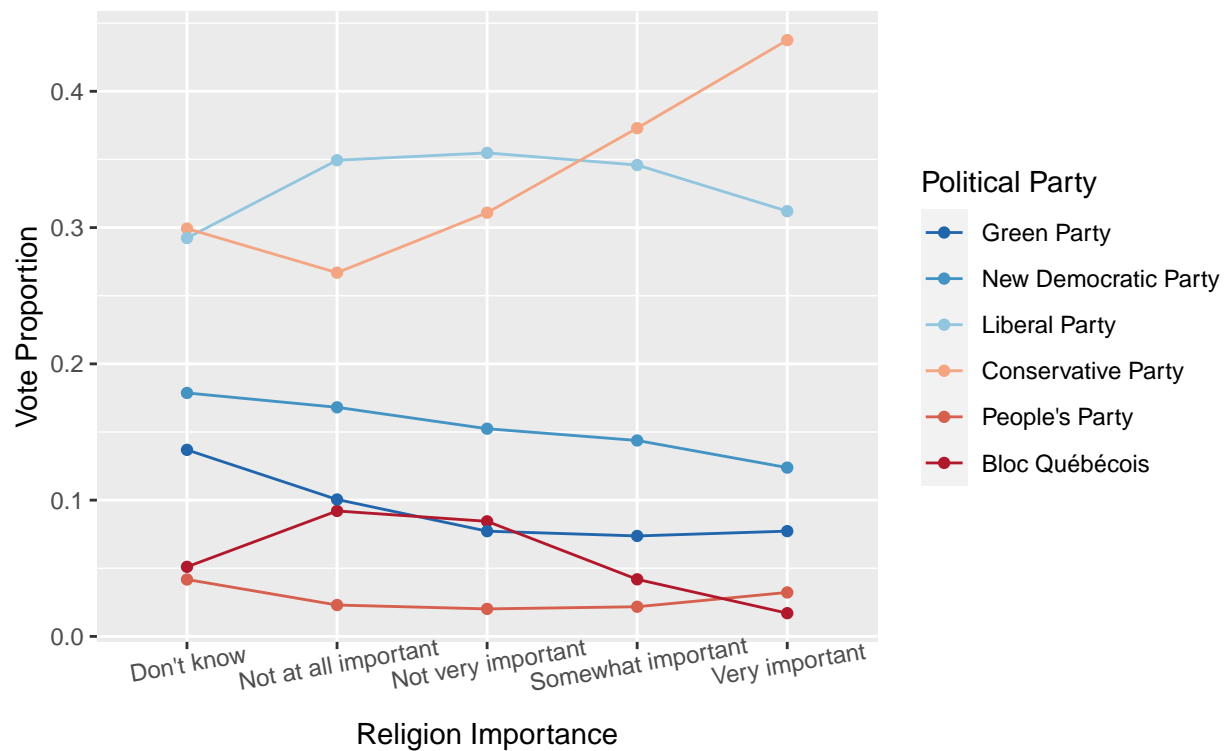 0.4
0.3
0.2
0.1
0.0
Vote Proportion
Don't know
Not at all important
Not very important
Somewhat important
Very important
Religion Importance
Political Party
Green Party
New Democratic Party
Liberal Party
Conservative Party
People's Party
Bloc Québécois